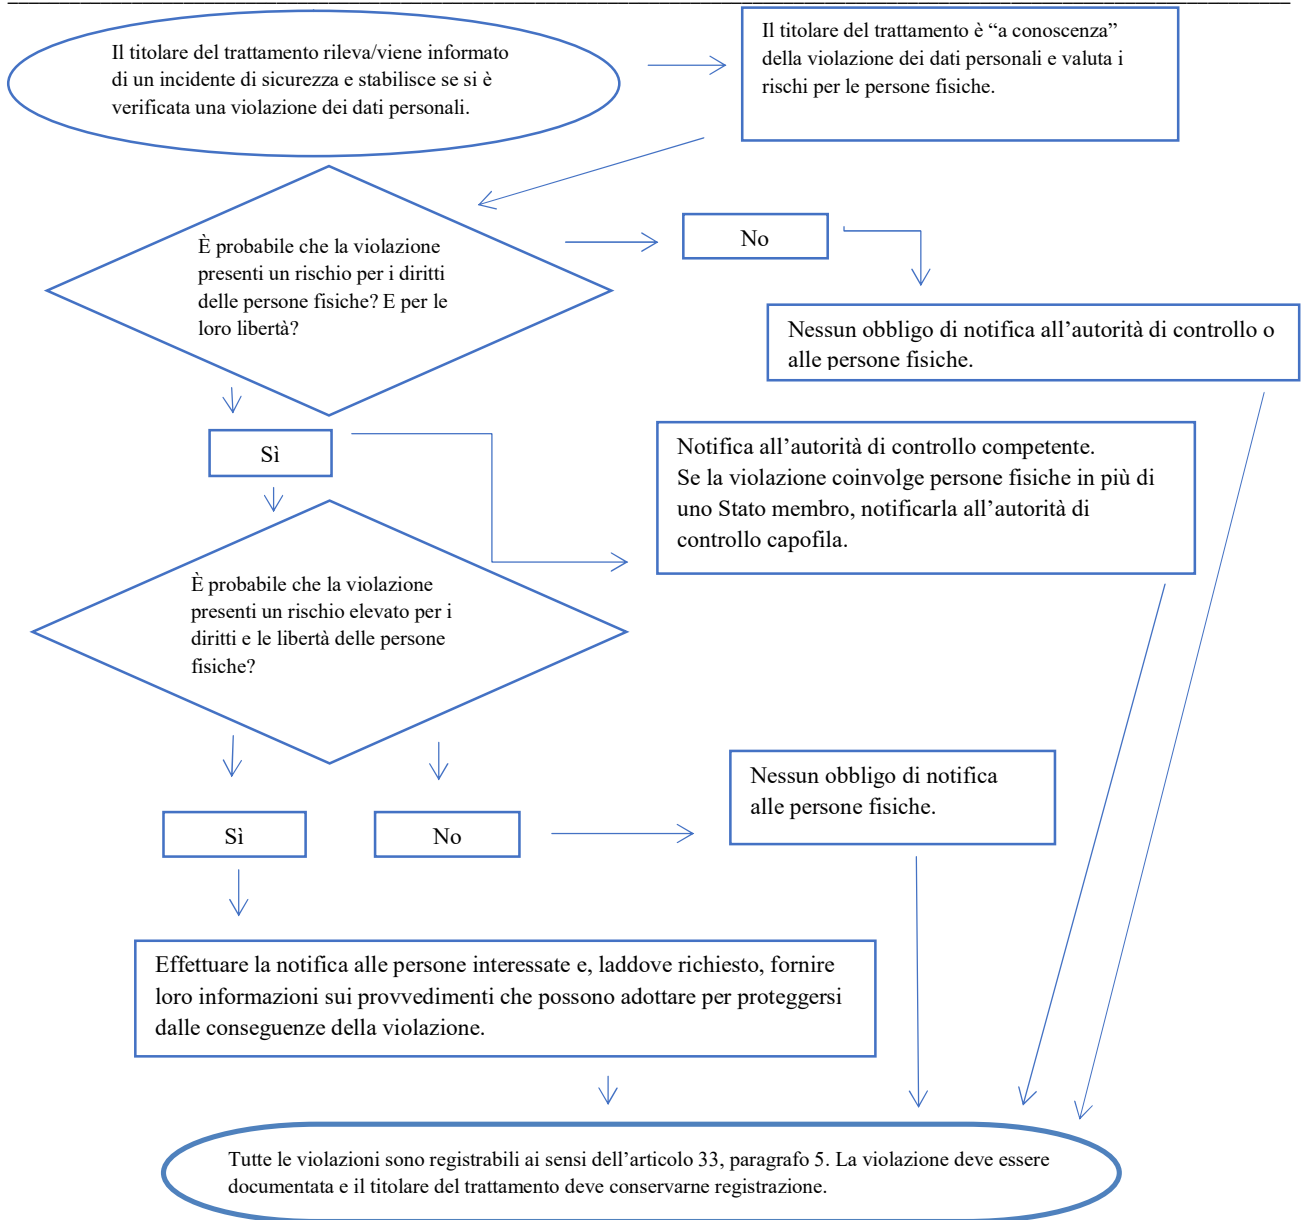 Il titolare del trattamento rileva/viene informato
di un incidente di sicurezza e stabilisce se si è
verificata una violazione dei dati personali.
Il titolare del trattamento è “a conoscenza”
della violazione dei dati personali e valuta i
rischi per le persone fisiche.
È probabile che la violazione
presenti un rischio per i diritti
delle persone fisiche? E per le
loro libertà?
No
Nessun obbligo di notifica all’autorità di controllo o
alle persone fisiche.
Sì
Notifica all’autorità di controllo competente.
Se la violazione coinvolge persone fisiche in più di
uno Stato membro, notificarla all’autorità di
controllo capofila.
È probabile che la violazione
presenti un rischio elevato per i
diritti e le libertà delle persone
fisiche?
Sì
No
Nessun obbligo di notifica
alle persone fisiche.
Effettuare la notifica alle persone interessate e, laddove richiesto, fornire
loro informazioni sui provvedimenti che possono adottare per proteggersi
dalle conseguenze della violazione.
Tutte le violazioni sono registrabili ai sensi dell’articolo 33, paragrafo 5. La violazione deve essere
documentata e il titolare del trattamento deve conservarne registrazione.